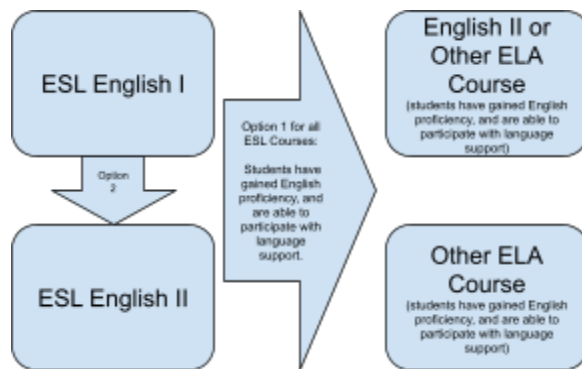 ESL English I
Option
2
ESL English II
Option 1 for all
ESL Courses:
Students have
gained English
proficiency, and
are able to
participate with
language
support.
English II or
Other ELA
Course
(students have gained English
proficiency, and are able to
participate with language
support)
Other ELA
Course
(students have gained English
proficiency, and are able to
participate with language
support)